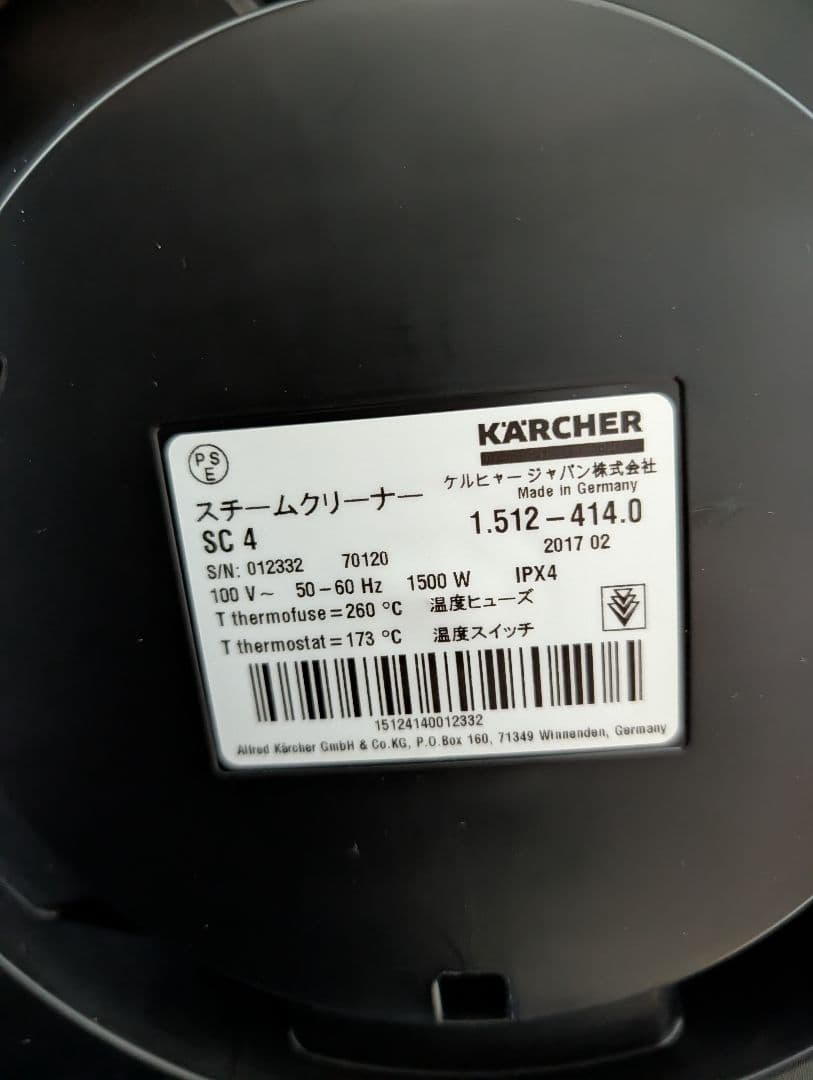 PS
E
KÄRCHER
ケルヒャー ジャパン株式会社
Made in Germany
スチームクリーナー
1.512-414.0
SC 4
2017 02
S/N: 012332 70120
100 V~ 50-60 Hz 1500 W IPX4
T thermofuse=260 °C 温度ヒューズ
T thermostat=173 °C 温度スイッチ
15124140012332
Alfred Kärcher GmbH & Co.KG, P.O.Box 160, 71349 Winnenden, Germany